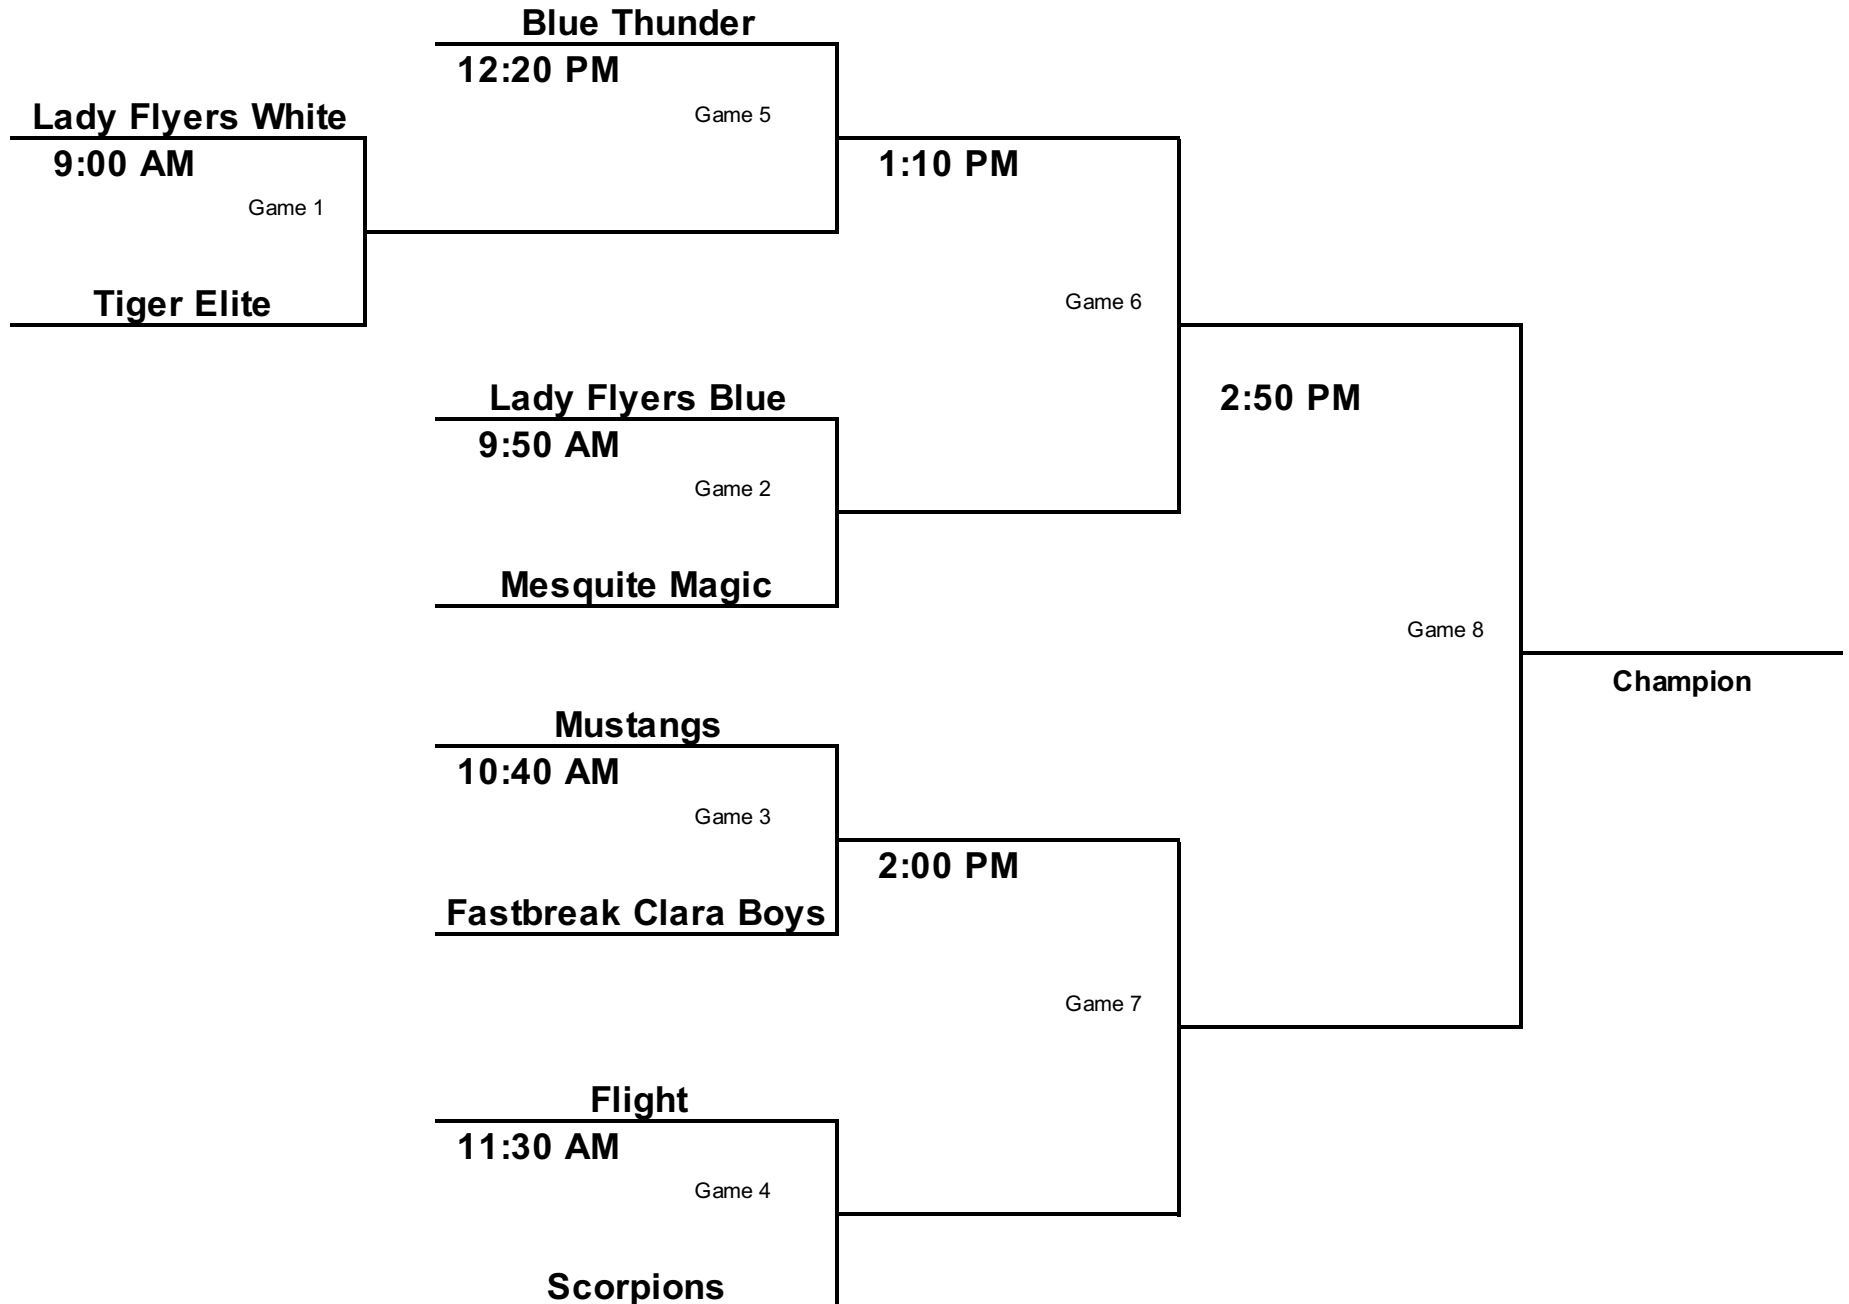 Blue Thunder
12:20 PM
Game 5
Lady Flyers White
9:00 AM
1:10 PM
Game 1
Tiger Elite
Game 6
Lady Flyers Blue
2:50 PM
9:50 AM
Game 2
Mesquite Magic
Game 8
Champion
Mustangs
10:40 AM
Game 3
2:00 PM
Fastbreak Clara Boys
Game 7
Flight
11:30 AM
Game 4
Scorpions